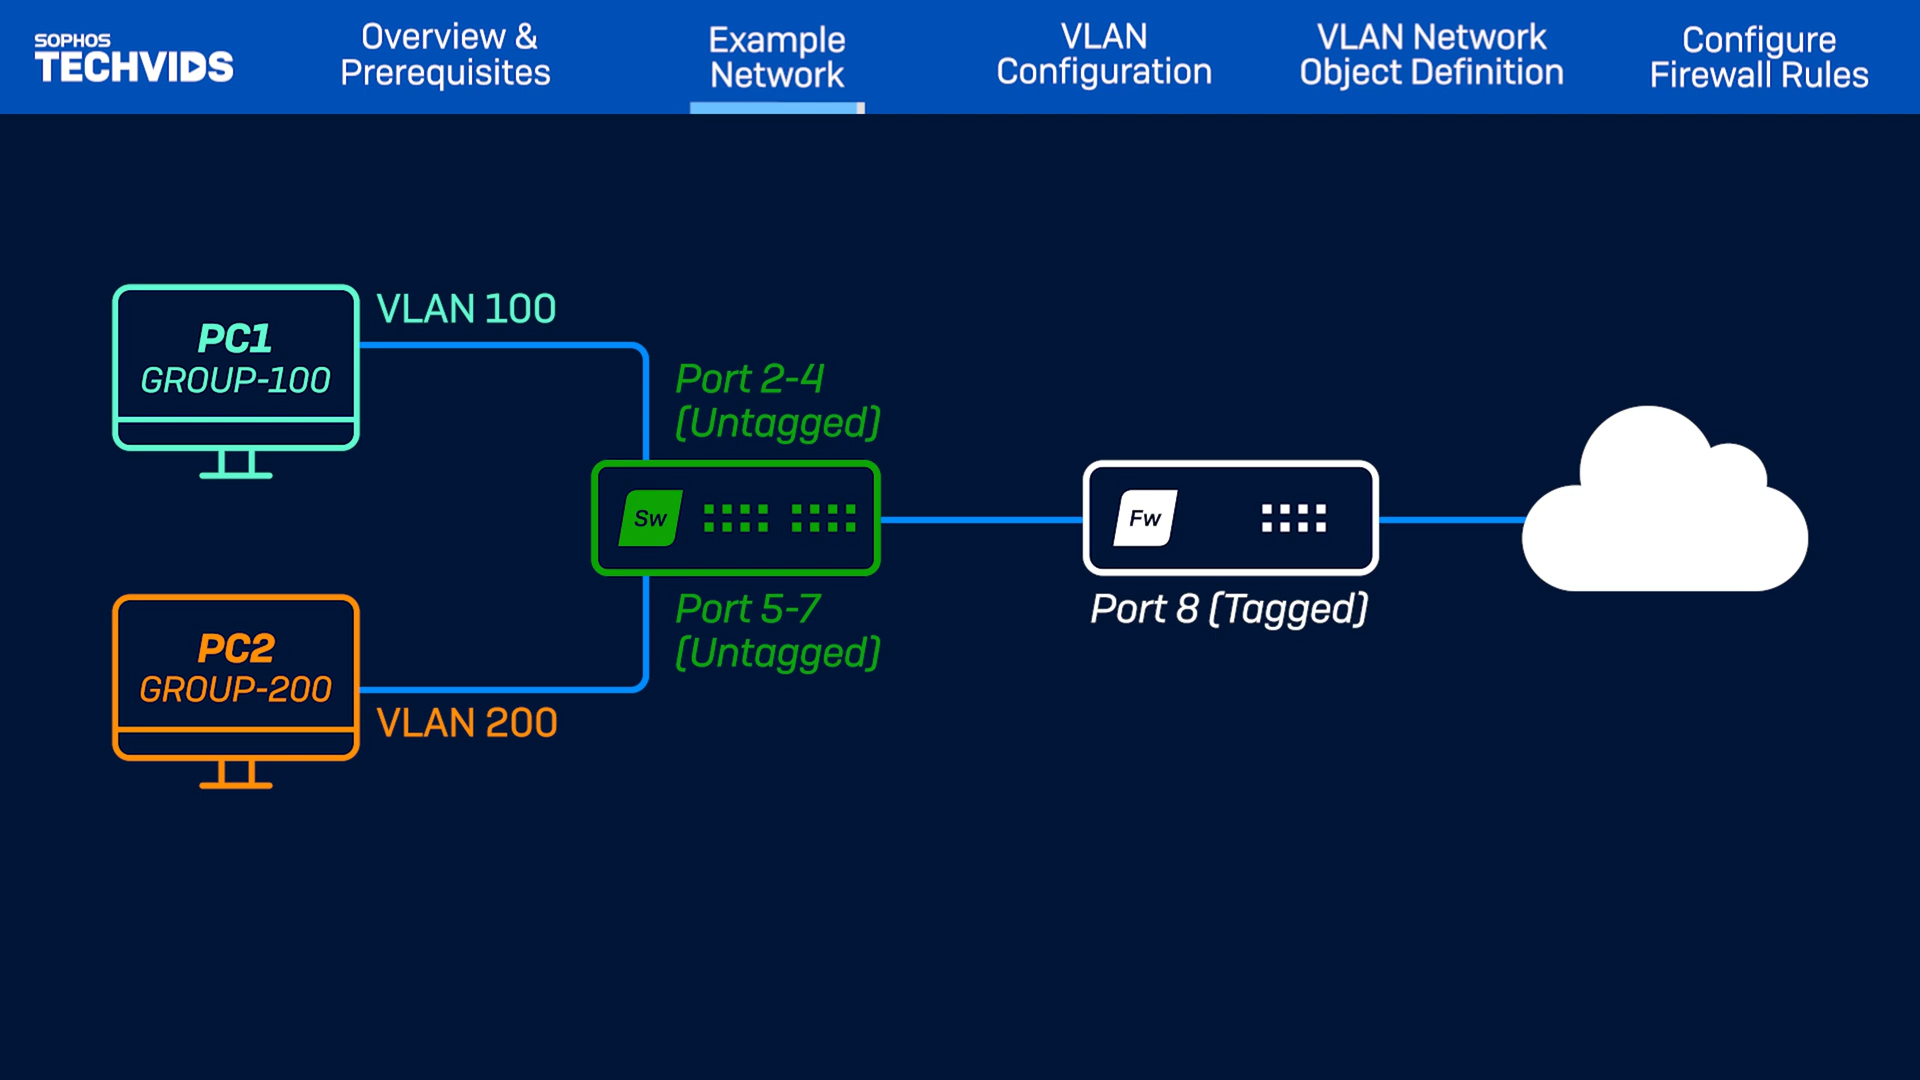 SOPHOS
TECHVIDS
Overview &
Prerequisites
Example
Network
VLAN
Configuration
VLAN Network
Object Definition
Configure
Firewall Rules
PC1
GROUP-100
VLAN 100
Port 2-4
(Untagged)
Sw
Fw
Port 5-7
(Untagged)
Port 8 (Tagged)
PC2
GROUP-200
VLAN 200